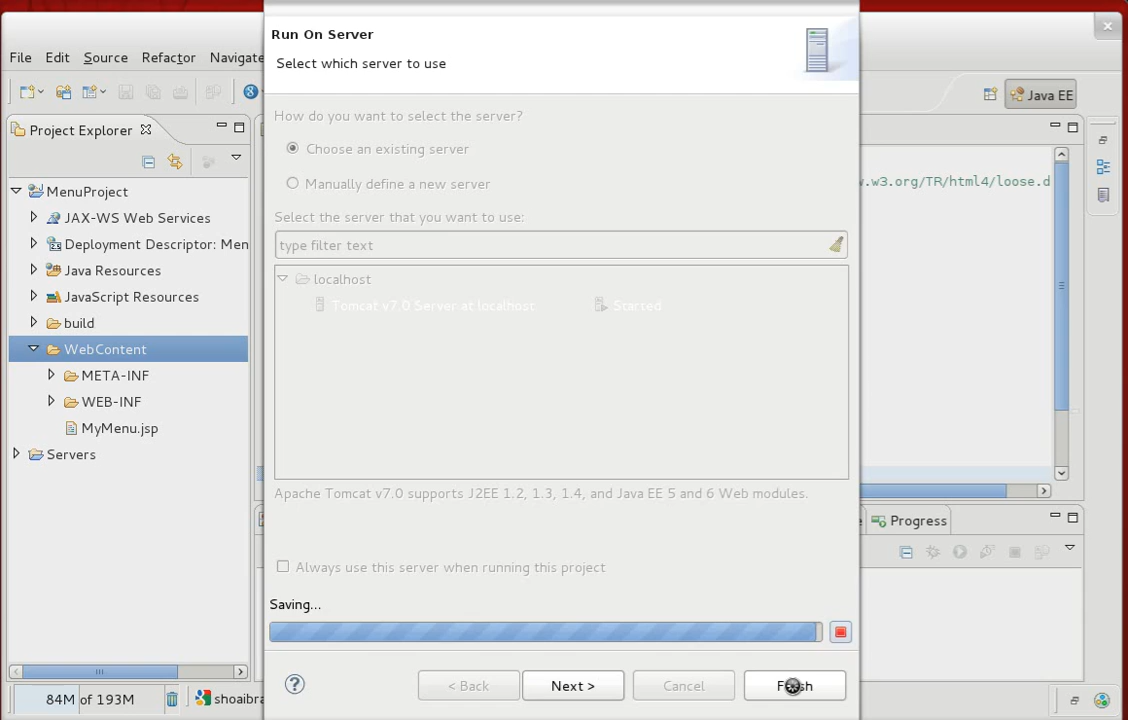 Run On Server
Select which server to use
File Edit Source Refactor Navigate
Java EE
Project Explorer
MenuProject
JAX-WS Web Services
Deployment Descriptor: Men
Java Resources
JavaScript Resources
build
WebContent
META-INF
WEB-INF
MyMenu.jsp
Servers
How do you want to select the server?
Choose an existing server
Manually define a new server
Select the server that you want to use:
type filter text
localhost
Tomcat v7.0 Server at localhost Started
Apache Tomcat v7.0 supports J2EE 1.2, 1.3, 1.4, and Java EE 5 and 6 Web modules.
Always use this server when running this project
Saving...
< Back Next > Cancel Finish
w.w3.org/TR/html4/loose.d
Progress
84M of 193M
shoaibra